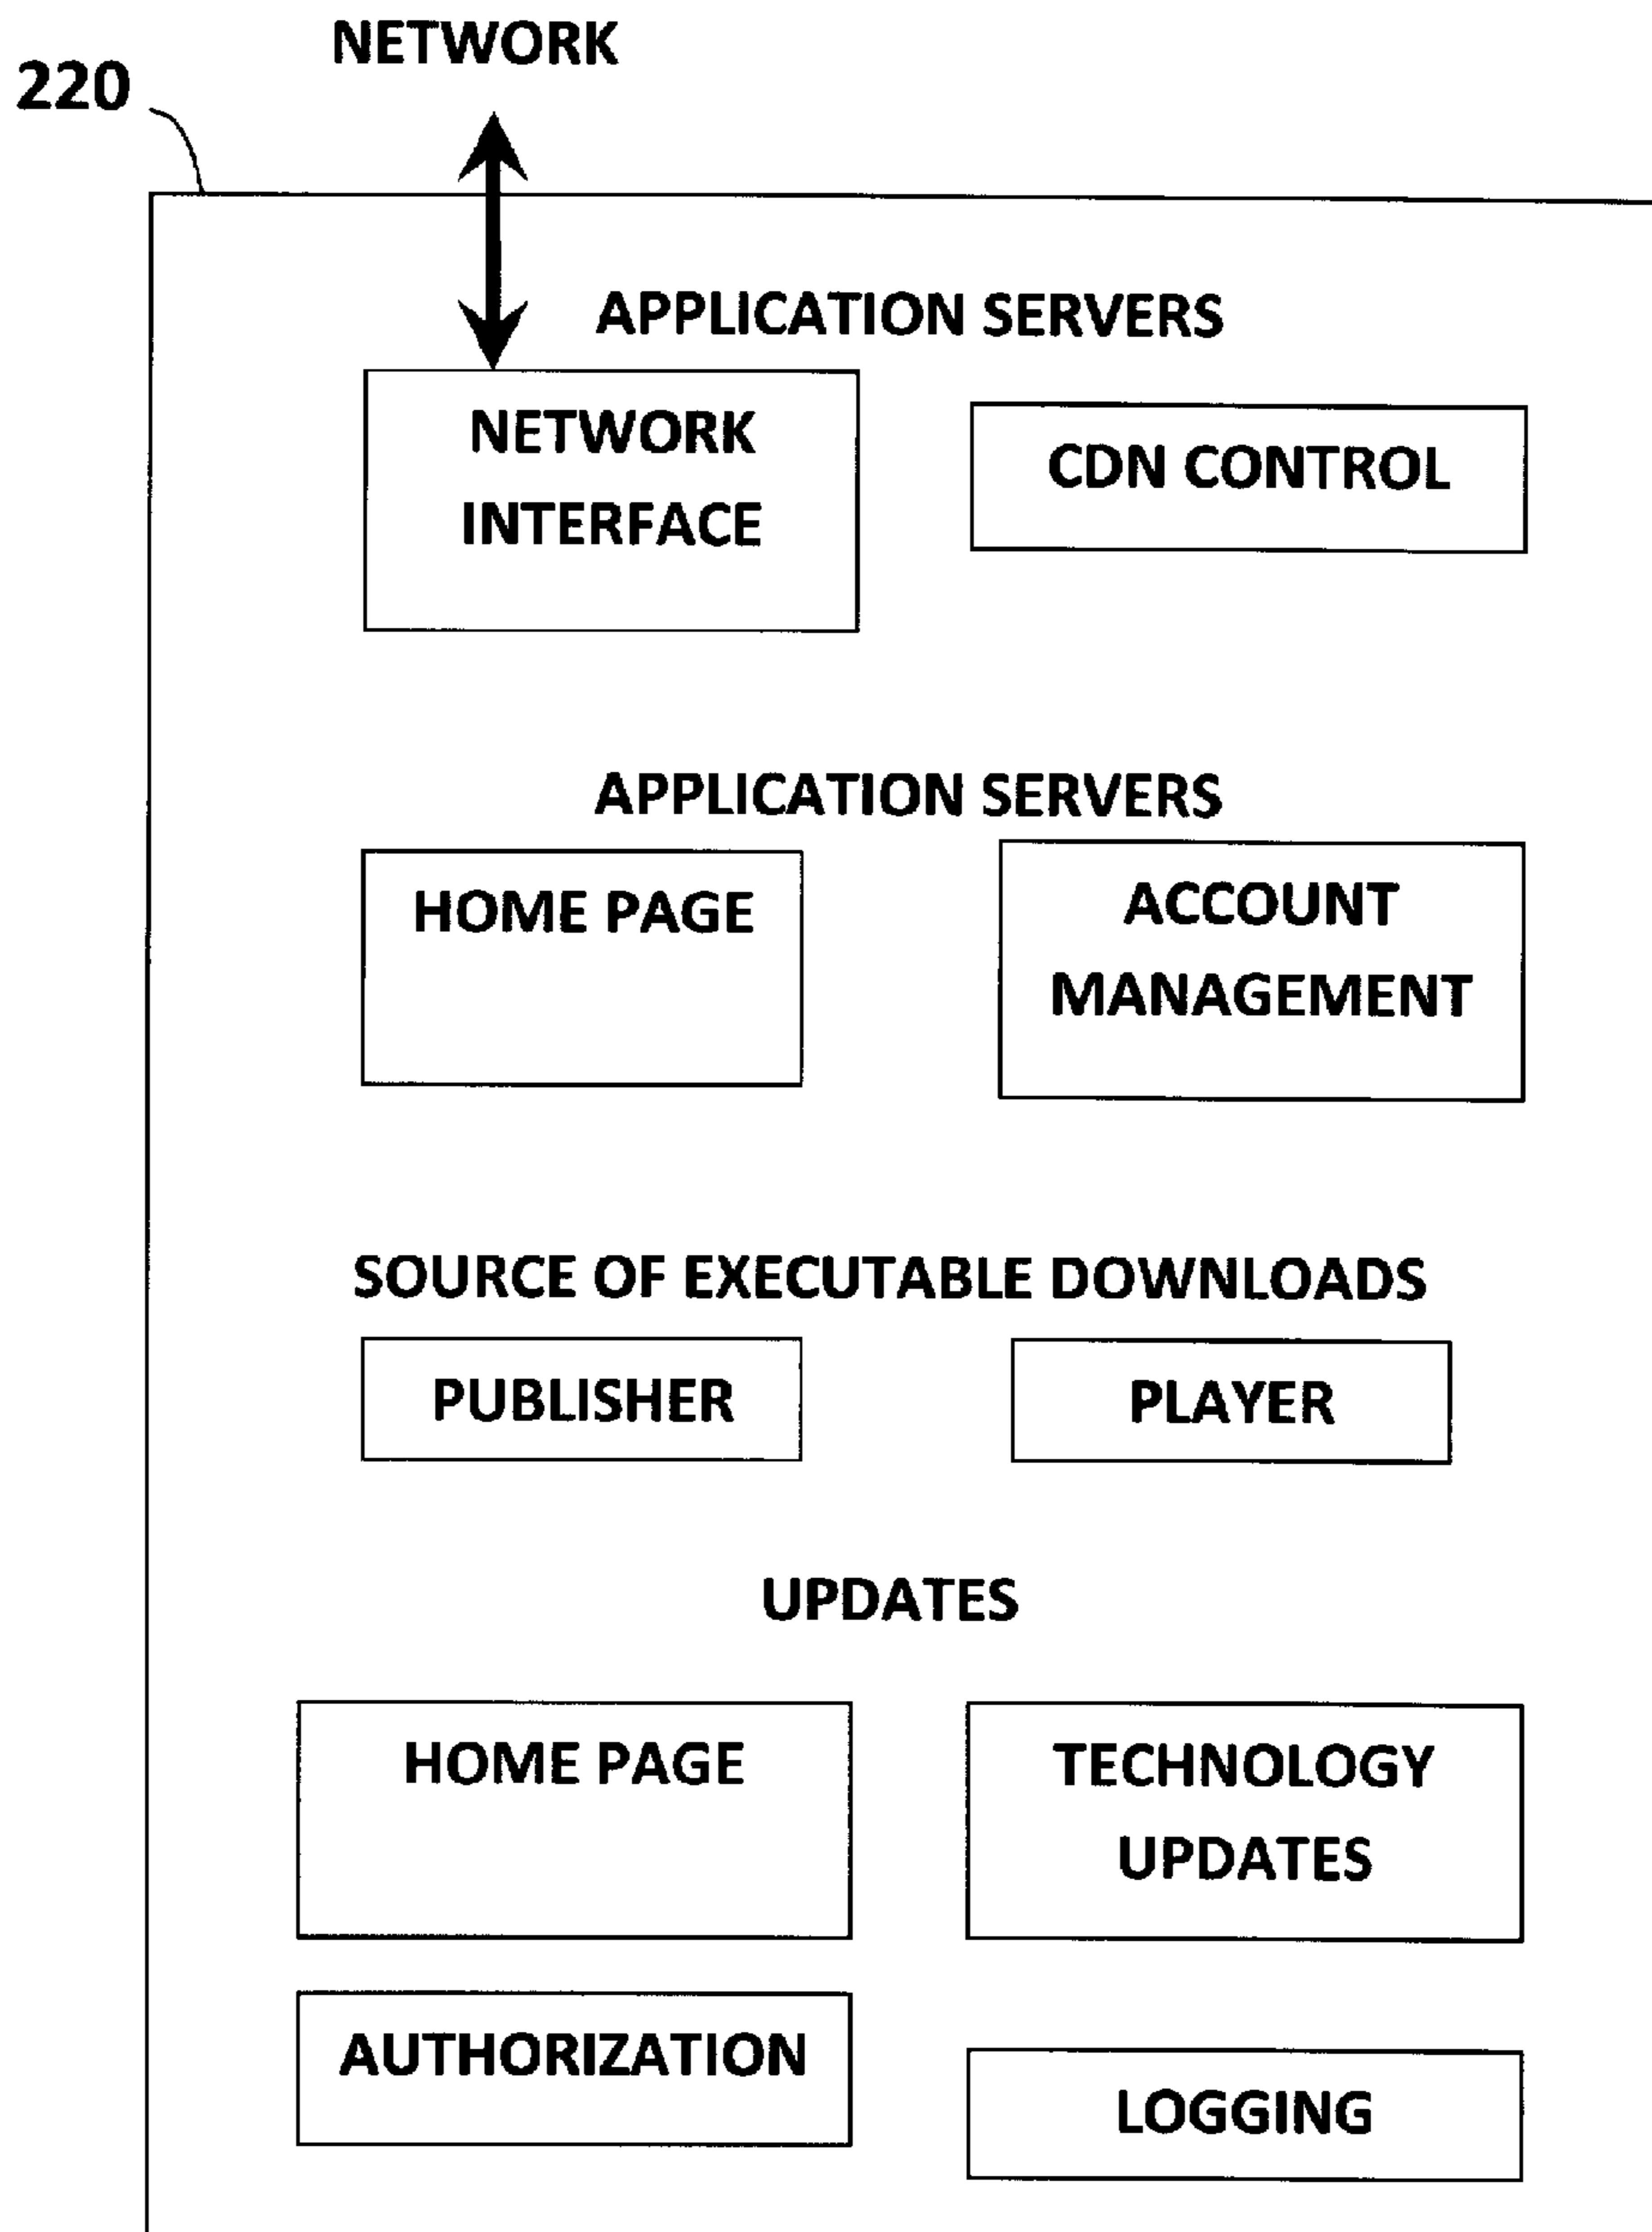 NETWORK
220
APPLICATION SERVERS
NETWORK
INTERFACE
CDN CONTROL
APPLICATION SERVERS
HOME PAGE
ACCOUNT
MANAGEMENT
SOURCE OF EXECUTABLE DOWNLOADS
PUBLISHER
PLAYER
UPDATES
HOME PAGE
TECHNOLOGY
UPDATES
AUTHORIZATION
LOGGING